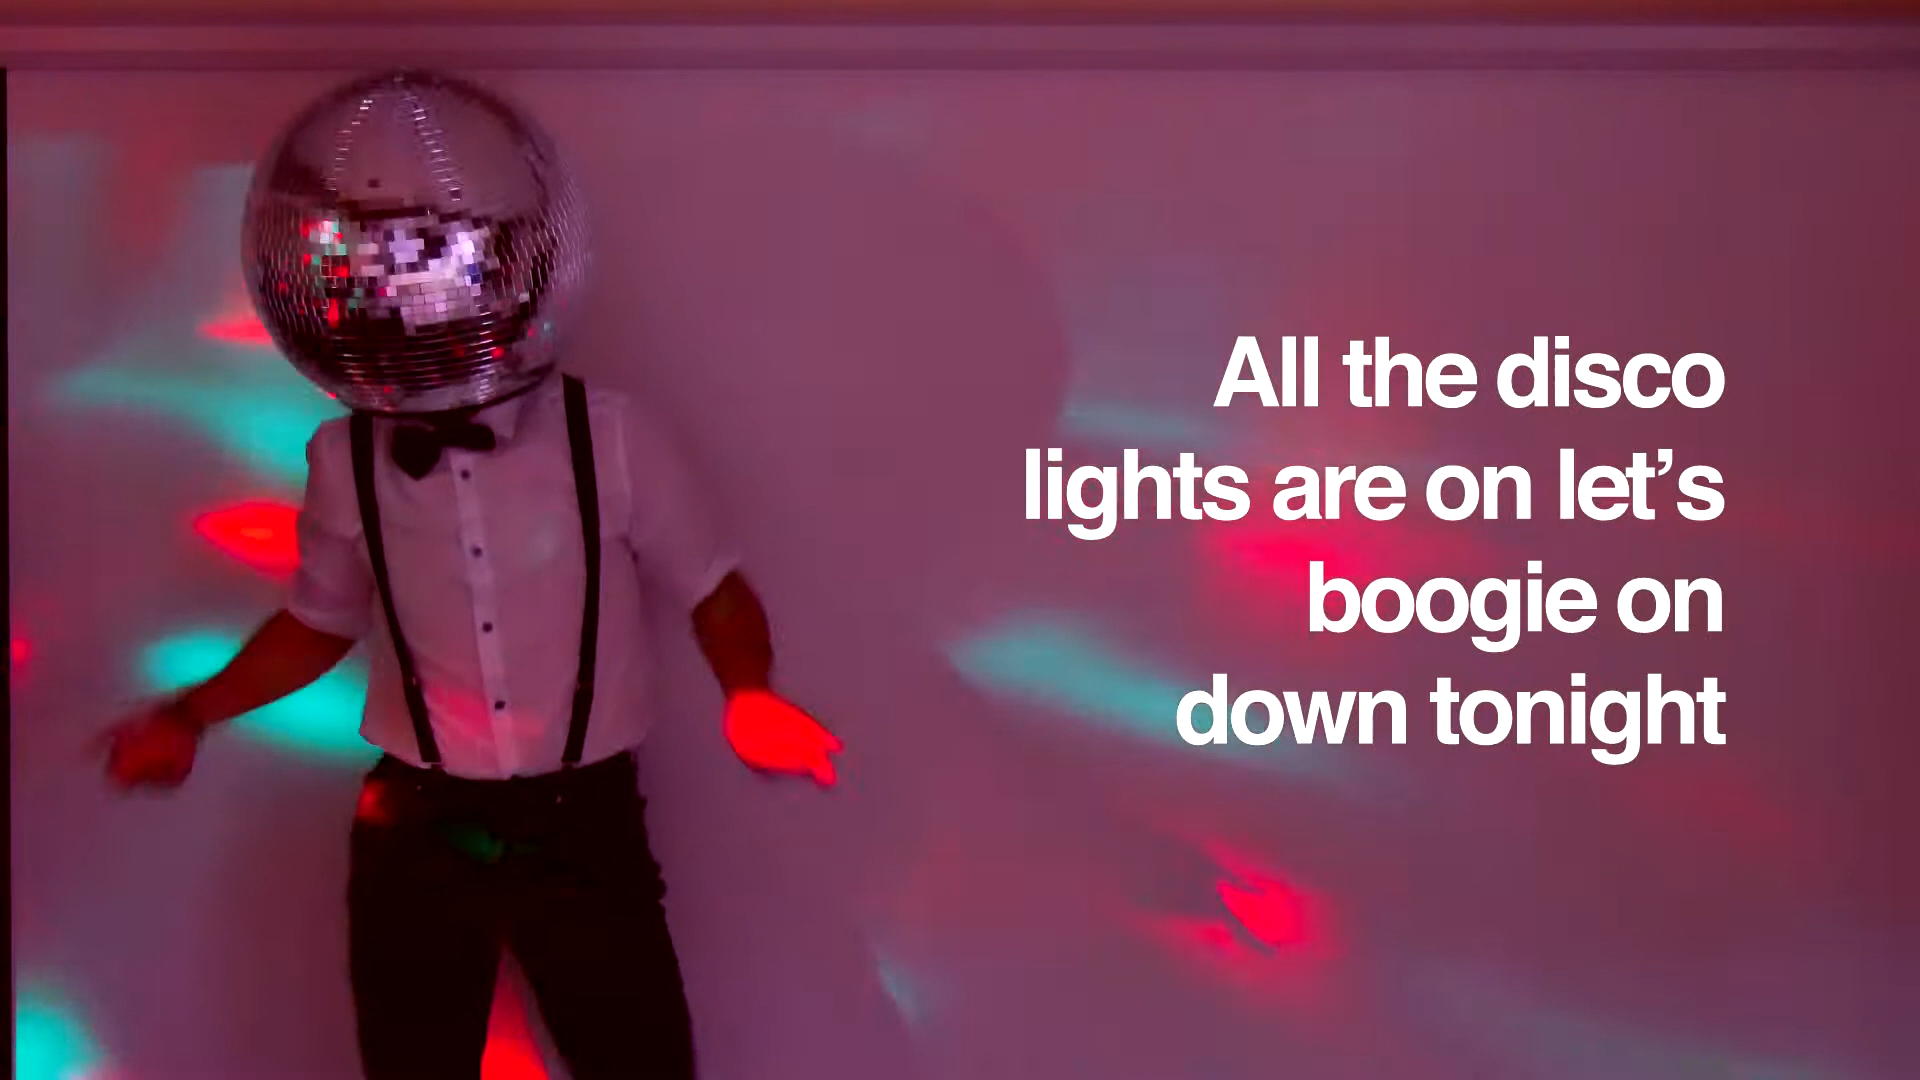 All the disco
lights are on let’s
boogie on
down tonight